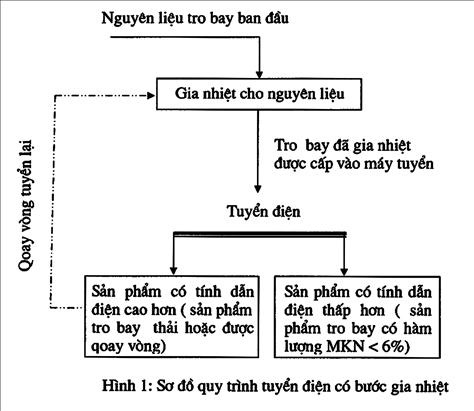 Nguyên liệu tro bay ban đầu
Gia nhiệt cho nguyên liệu
Tro bay đã gia nhiệt
được cấp vào máy tuyển
Qoay vòng tuyển lại
Tuyển điện
Sản phẩm có tính dẫn
điện cao hơn ( sản phẩm
tro bay thải hoặc được
qoay vòng)
Sản phẩm có tính dẫn
điện thấp hơn ( sản
phẩm tro bay có hàm
lượng MKN < 6%)
Hình 1: Sơ đồ quy trình tuyển điện có bước gia nhiệt